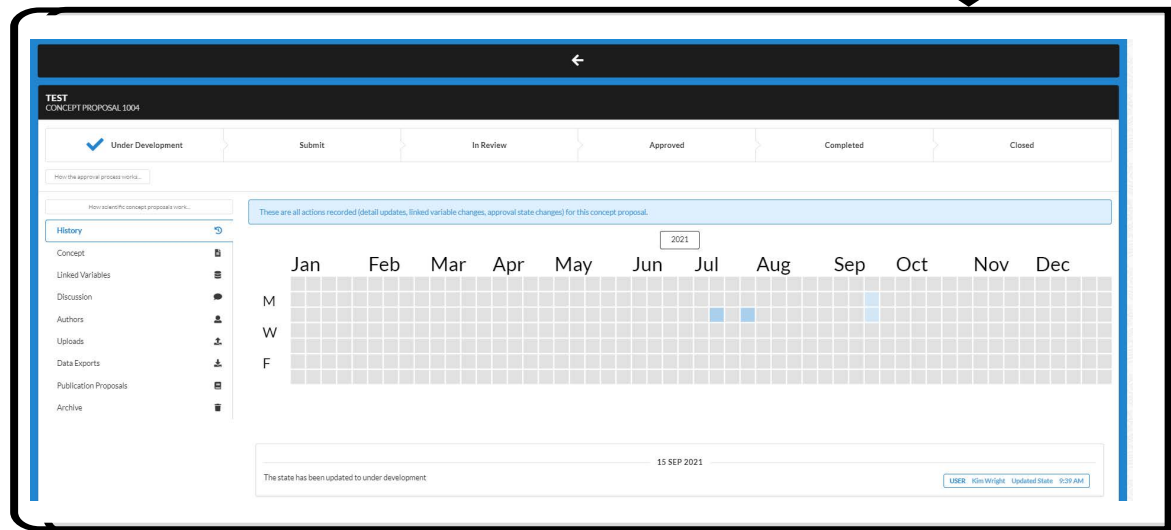 TEST
CONCEPT PROPOSAL 1004
Under Development Submit In Review Approved Completed Closed
How the approval process works...
How scientific concept proposals work...
These are all actions recorded (detail updates, linked variable changes, approval state changes) for this concept proposal.
History
2021
Concept
Jan Feb Mar Apr May Jun Jul Aug Sep Oct Nov Dec
Linked Variables
Discussion
M
Authors
W
Uploads
Data Exports
F
Publication Proposals
Archive
15 SEP 2021
The state has been updated to under development
USER Kim Wright Updated State 9:39 AM